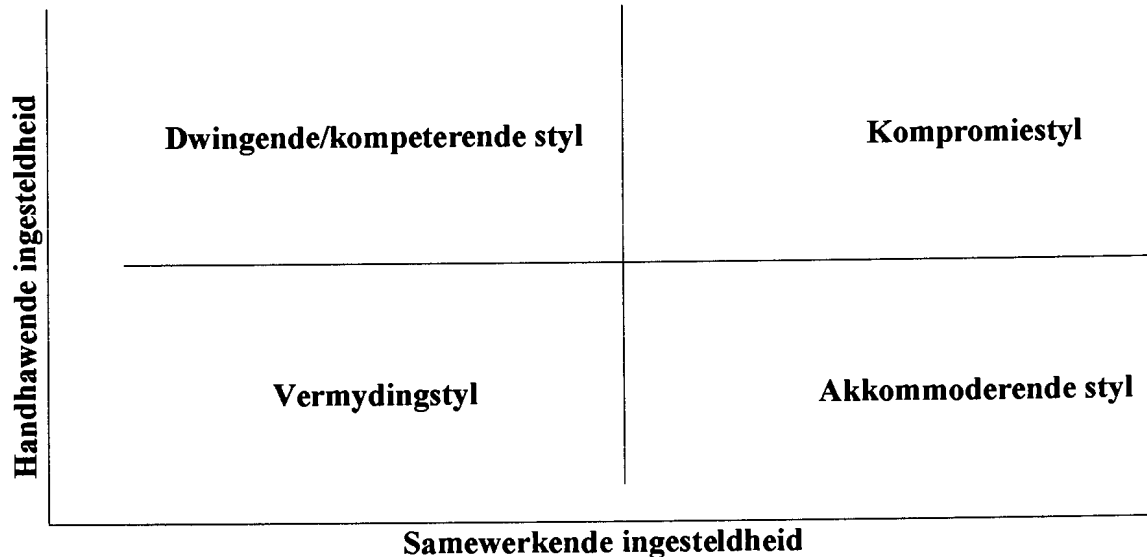 Handhawende ingesteldheid
Dwingende/kompeterende styl
Kompromiestyl
Vermydingstyl
Akkommoderende styl
Samewerkende ingesteldheid